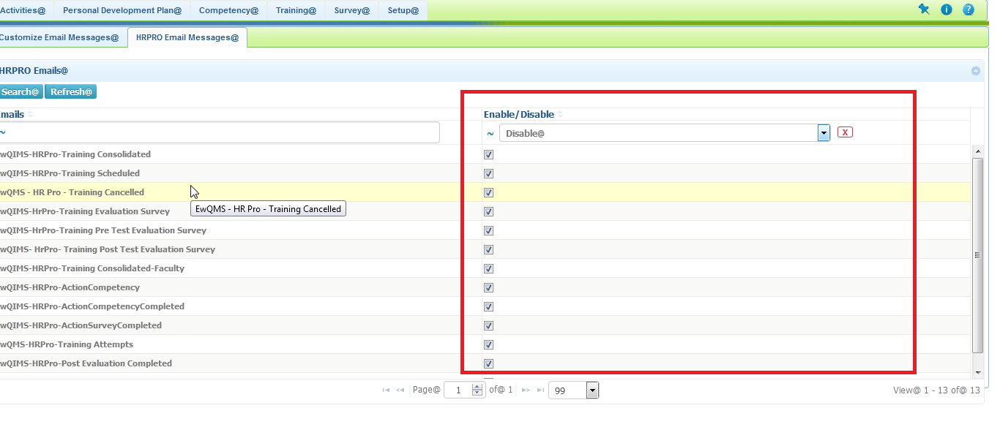 Activities@ Personal Development Plan@ Competency@ Training@ Survey@ Setup@
Customize Email Messages@ HRPRO Email Messages@
HRPRO Emails@
Search@ Refresh@
mails Enable/Disable
~ ~ Disable@ X
wQIMS-HRPro-Training Consolidated
wQIMS-HRPro-Training Scheduled
wQMS - HR Pro - Training Cancelled
EwQMS - HR Pro - Training Cancelled
wQIMS-HrPro-Training Evaluation Survey
wQIMS-HrPro-Training Pre Test Evaluation Survey
wQIMS- HrPro- Training Post Test Evaluation Survey
wQIMS-HRPro-Training Consolidated-Faculty
wQIMS-HRPro-ActionCompetency
wQIMS-HRPro-ActionCompetencyCompleted
wQIMS-HRPro-ActionSurveyCompleted
wQMS-HRPro-Training Attempts
wQIMS-HRPro-Post Evaluation Completed
Page@ 1 of@ 1 99 View@ 1 - 13 of@ 13